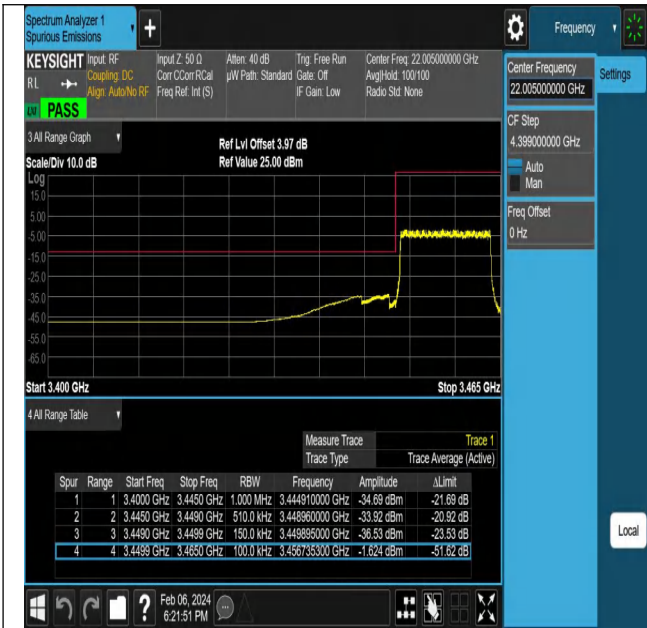 Spectrum Analyzer 1
Spurious Emissions
+
Frequency
KEYSIGHT
RL
PASS
Input: RF
Coupling: DC
Align: Auto/No RF
Input Z: 50 Ω
Corr CCorr RCal
Freq Ref: Int (S)
Atten: 40 dB
µW Path: Standard
Trig: Free Run
Gate: Off
IF Gain: Low
Center Freq: 22.005000000 GHz
Avg|Hold: 100/100
Radio Std: None
Center Frequency
22.005000000 GHz
Settings
CF Step
4.399000000 GHz
Auto
Man
Freq Offset
0 Hz
3 All Range Graph
Scale/Div 10.0 dB
Ref Lvl Offset 3.97 dB
Ref Value 25.00 dBm
Log
15.0
5.00
-5.00
-15.0
-25.0
-35.0
-45.0
-55.0
-65.0
Start 3.400 GHz
Stop 3.465 GHz
4 All Range Table
Measure Trace Trace 1
Trace Type Trace Average (Active)
Spur Range Start Freq Stop Freq RBW Frequency Amplitude ΔLimit
1 1 3.4000 GHz 3.4450 GHz 1.000 MHz 3.444910000 GHz -34.69 dBm -21.69 dB
2 2 3.4450 GHz 3.4490 GHz 510.0 kHz 3.448960000 GHz -33.92 dBm -20.92 dB
3 3 3.4490 GHz 3.4499 GHz 150.0 kHz 3.449895000 GHz -36.53 dBm -23.53 dB
4 4 3.4499 GHz 3.4650 GHz 100.0 kHz 3.456735300 GHz -1.624 dBm -51.62 dB
Local
?
Feb 06, 2024
6:21:51 PM